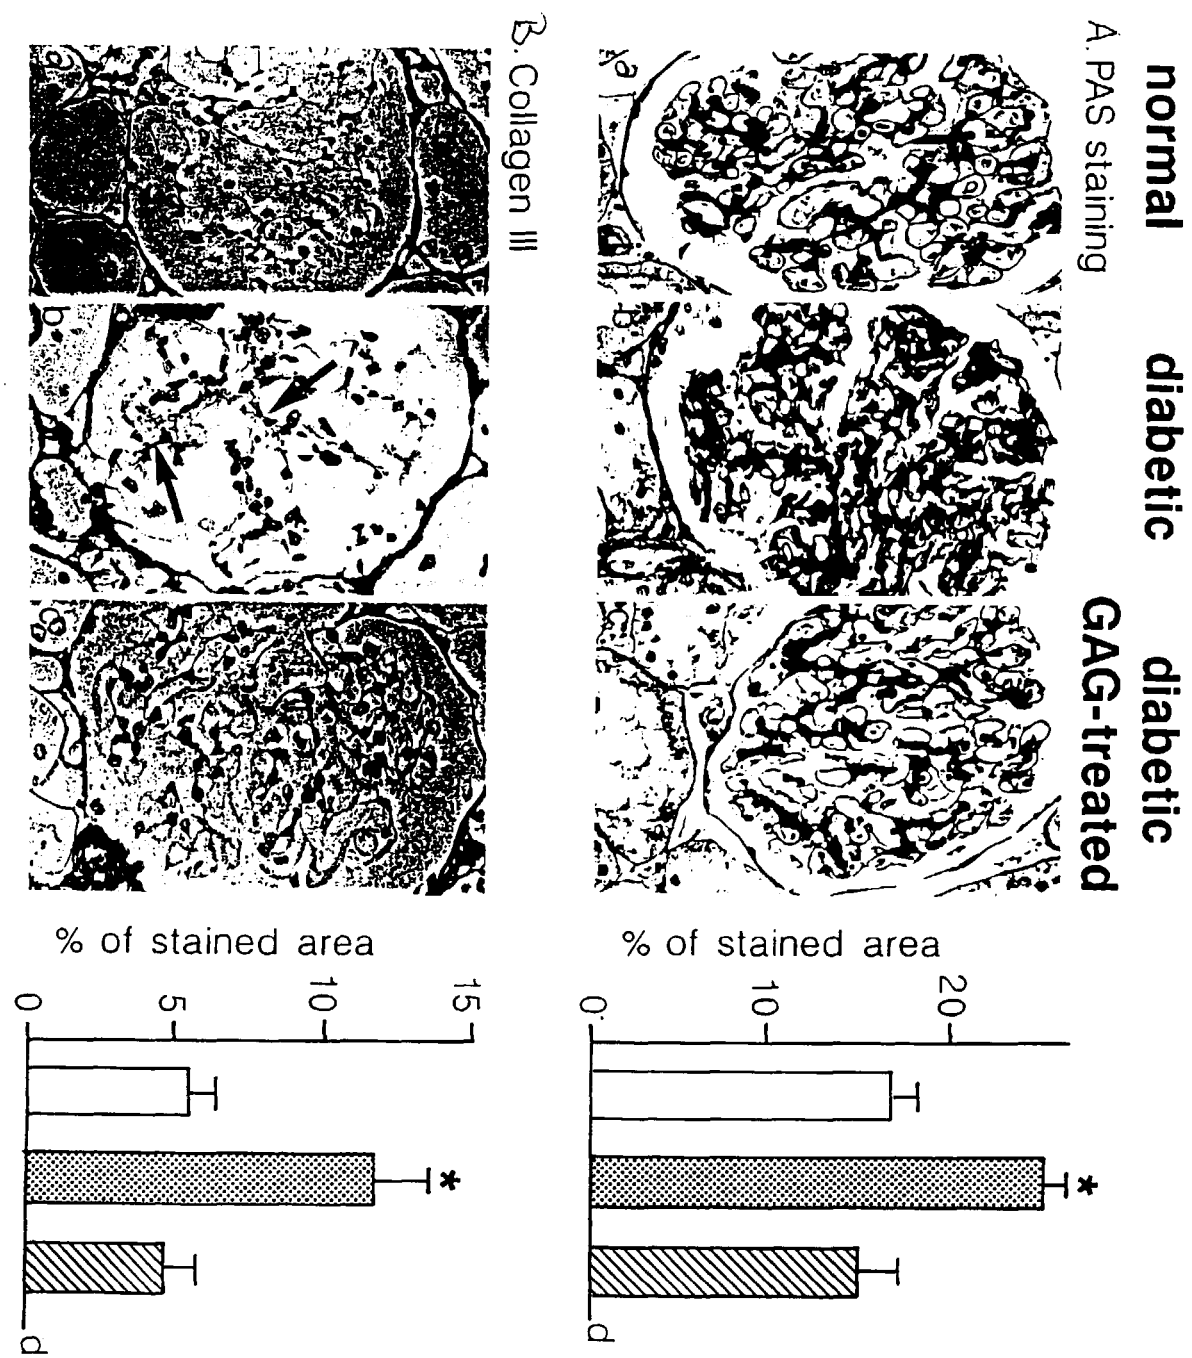 normal diabetic diabetic
GAG-treated
A. PAS staining
a b c
% of stained area
0 10 20
*
d
B. Collagen III
a b c
% of stained area
0 5 10 15
*
d